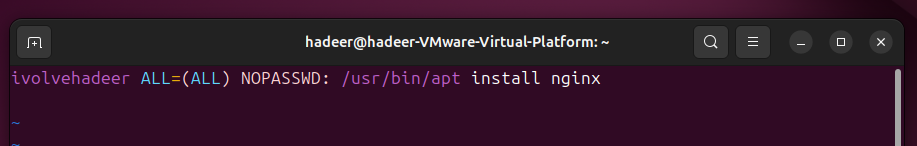 hadeer@hadeer-VMware-Virtual-Platform: ~
ivolvehadeer ALL=(ALL) NOPASSWD: /usr/bin/apt install nginx
~
~